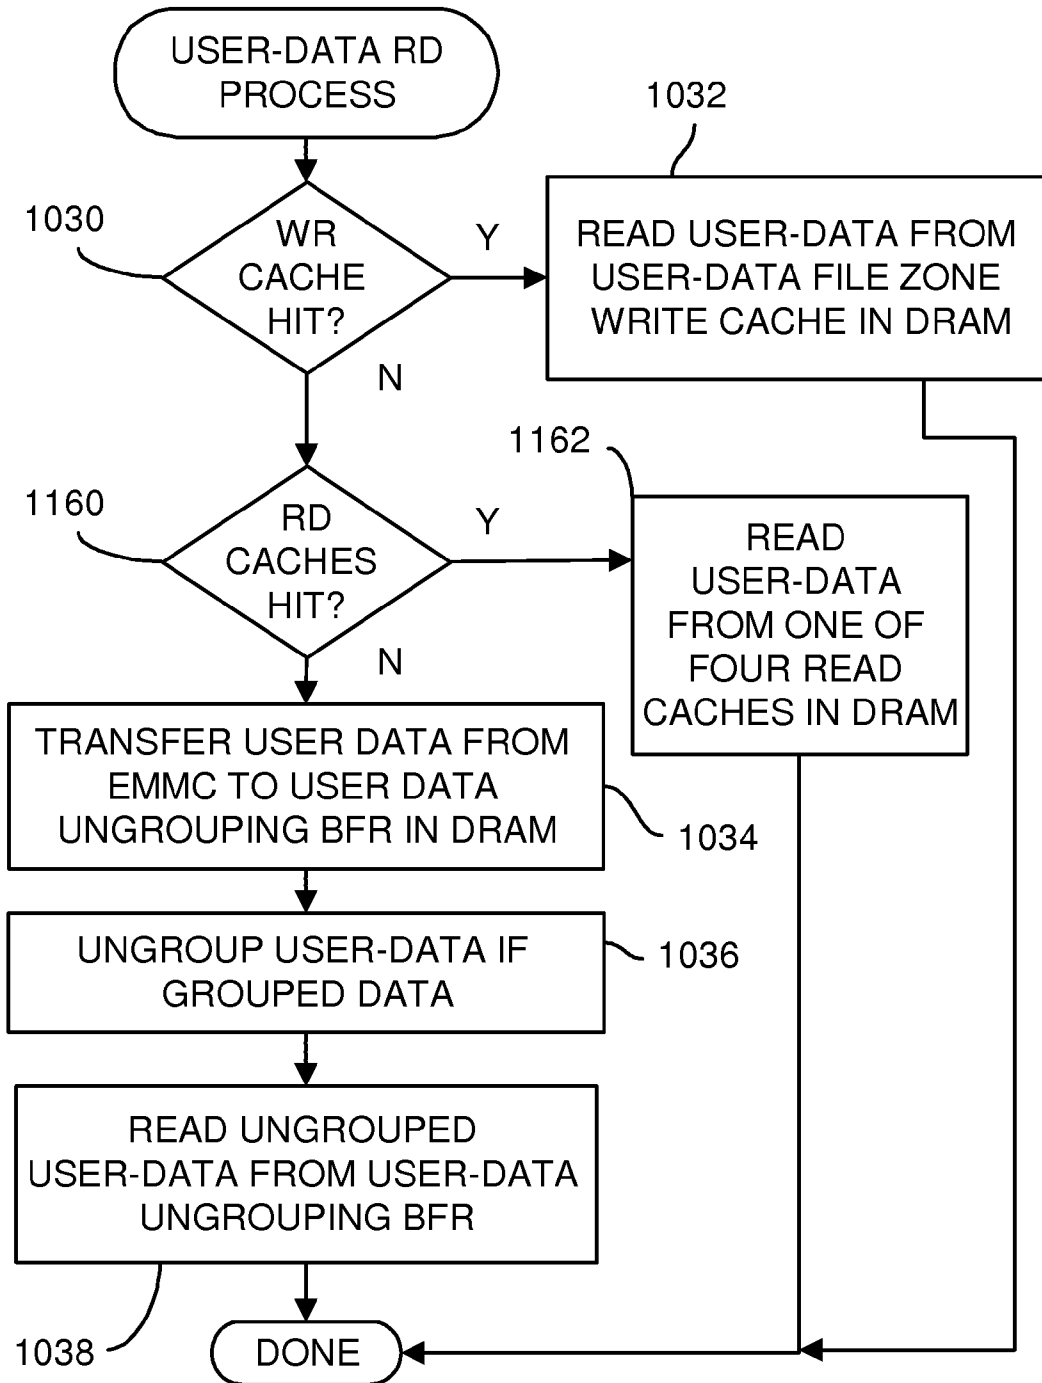 USER-DATA RD
PROCESS
1032
1030
WR
CACHE
HIT?
Y
READ USER-DATA FROM
USER-DATA FILE ZONE
WRITE CACHE IN DRAM
N
1162
1160
RD
CACHES
HIT?
Y
READ
USER-DATA
FROM ONE OF
FOUR READ
CACHES IN DRAM
N
TRANSFER USER DATA FROM
EMMC TO USER DATA
UNGROUPING BFR IN DRAM
1034
UNGROUP USER-DATA IF
GROUPED DATA
1036
READ UNGROUPED
USER-DATA FROM USER-DATA
UNGROUPING BFR
1038
DONE